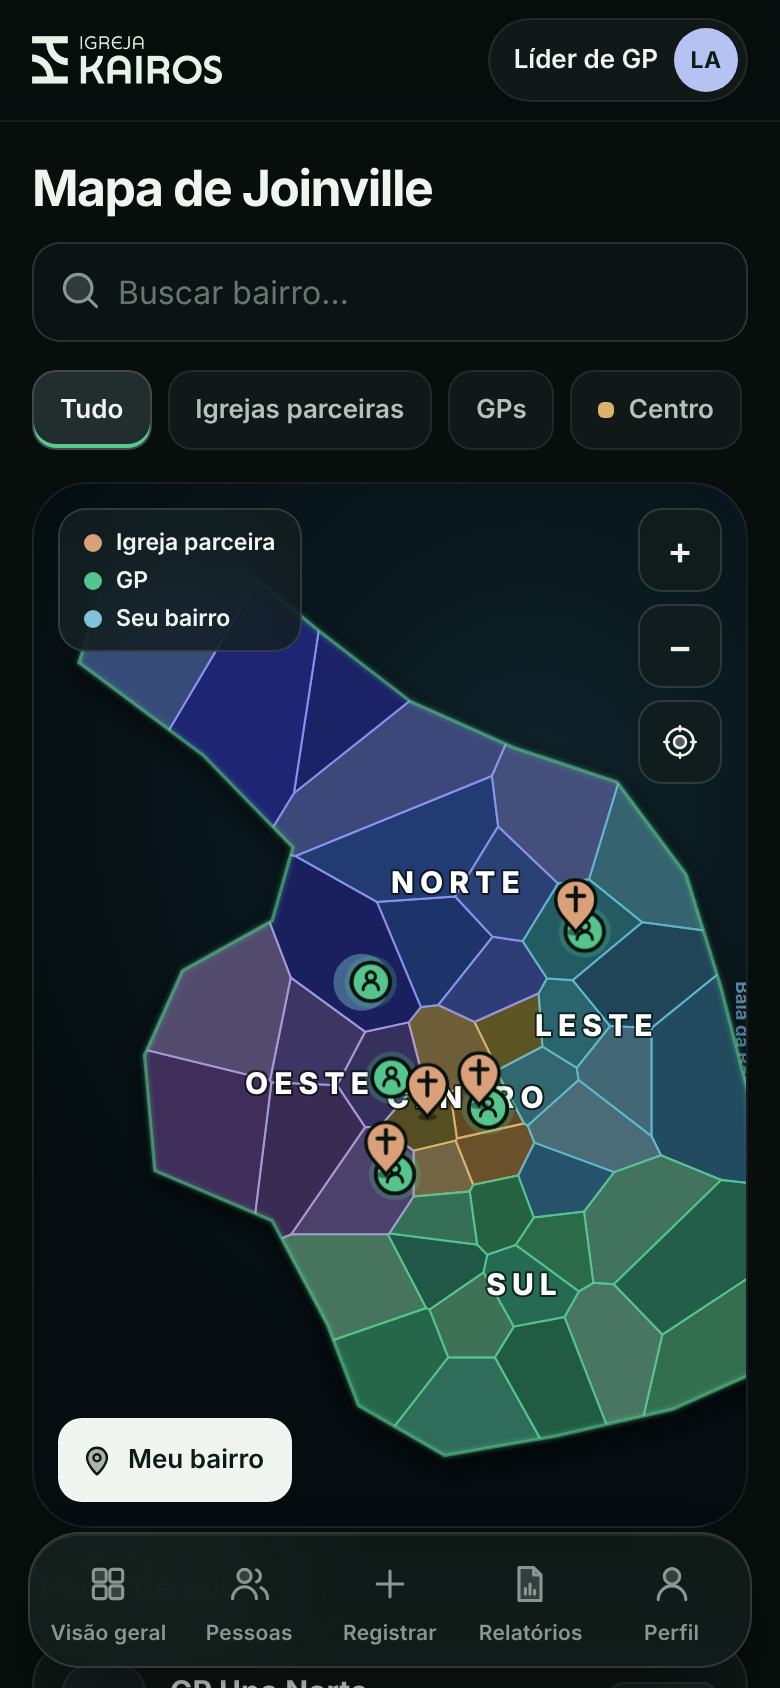 IGREJA
KAIROS
Líder de GP
LA
Mapa de Joinville
Buscar bairro...
Tudo
Igrejas parceiras
GPs
Centro
Igreja parceira
GP
Seu bairro
+
−
NORTE
LESTE
OESTE
SUL
Meu bairro
Visão geral
Pessoas
Registrar
Relatórios
Perfil